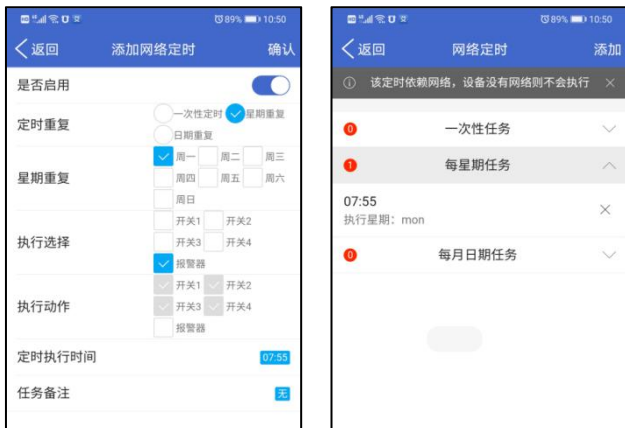 89% 10:50
返回 添加网络定时 确认
是否启用
定时重复
一次性定时 星期重复
日期重复
星期重复
周一 周二 周三
周四 周五 周六
周日
执行选择
开关1 开关2
开关3 开关4
报警器
执行动作
开关1 开关2
开关3 开关4
报警器
定时执行时间 07:55
任务备注 无
89% 10:50
返回 网络定时 添加
该定时依赖网络，设备没有网络则不会执行
0 一次性任务
1 每星期任务
07:55
执行星期：mon
0 每月日期任务